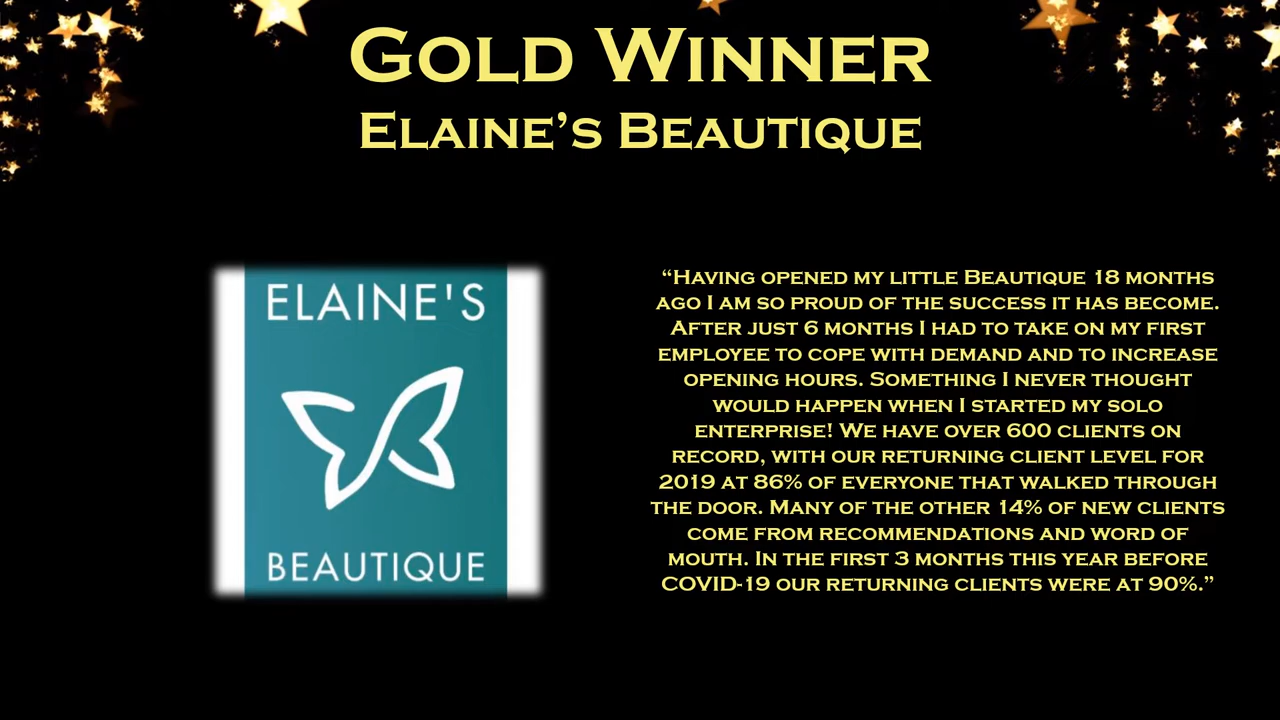 GOLD WINNER
ELAINE’S BEAUTIQUE
ELAINE'S
BEAUTIQUE
“HAVING OPENED MY LITTLE BEAUTIQUE 18 MONTHS
AGO I AM SO PROUD OF THE SUCCESS IT HAS BECOME.
AFTER JUST 6 MONTHS I HAD TO TAKE ON MY FIRST
EMPLOYEE TO COPE WITH DEMAND AND TO INCREASE
OPENING HOURS. SOMETHING I NEVER THOUGHT
WOULD HAPPEN WHEN I STARTED MY SOLO
ENTERPRISE! WE HAVE OVER 600 CLIENTS ON
RECORD, WITH OUR RETURNING CLIENT LEVEL FOR
2019 AT 86% OF EVERYONE THAT WALKED THROUGH
THE DOOR. MANY OF THE OTHER 14% OF NEW CLIENTS
COME FROM RECOMMENDATIONS AND WORD OF
MOUTH. IN THE FIRST 3 MONTHS THIS YEAR BEFORE
COVID-19 OUR RETURNING CLIENTS WERE AT 90%.”